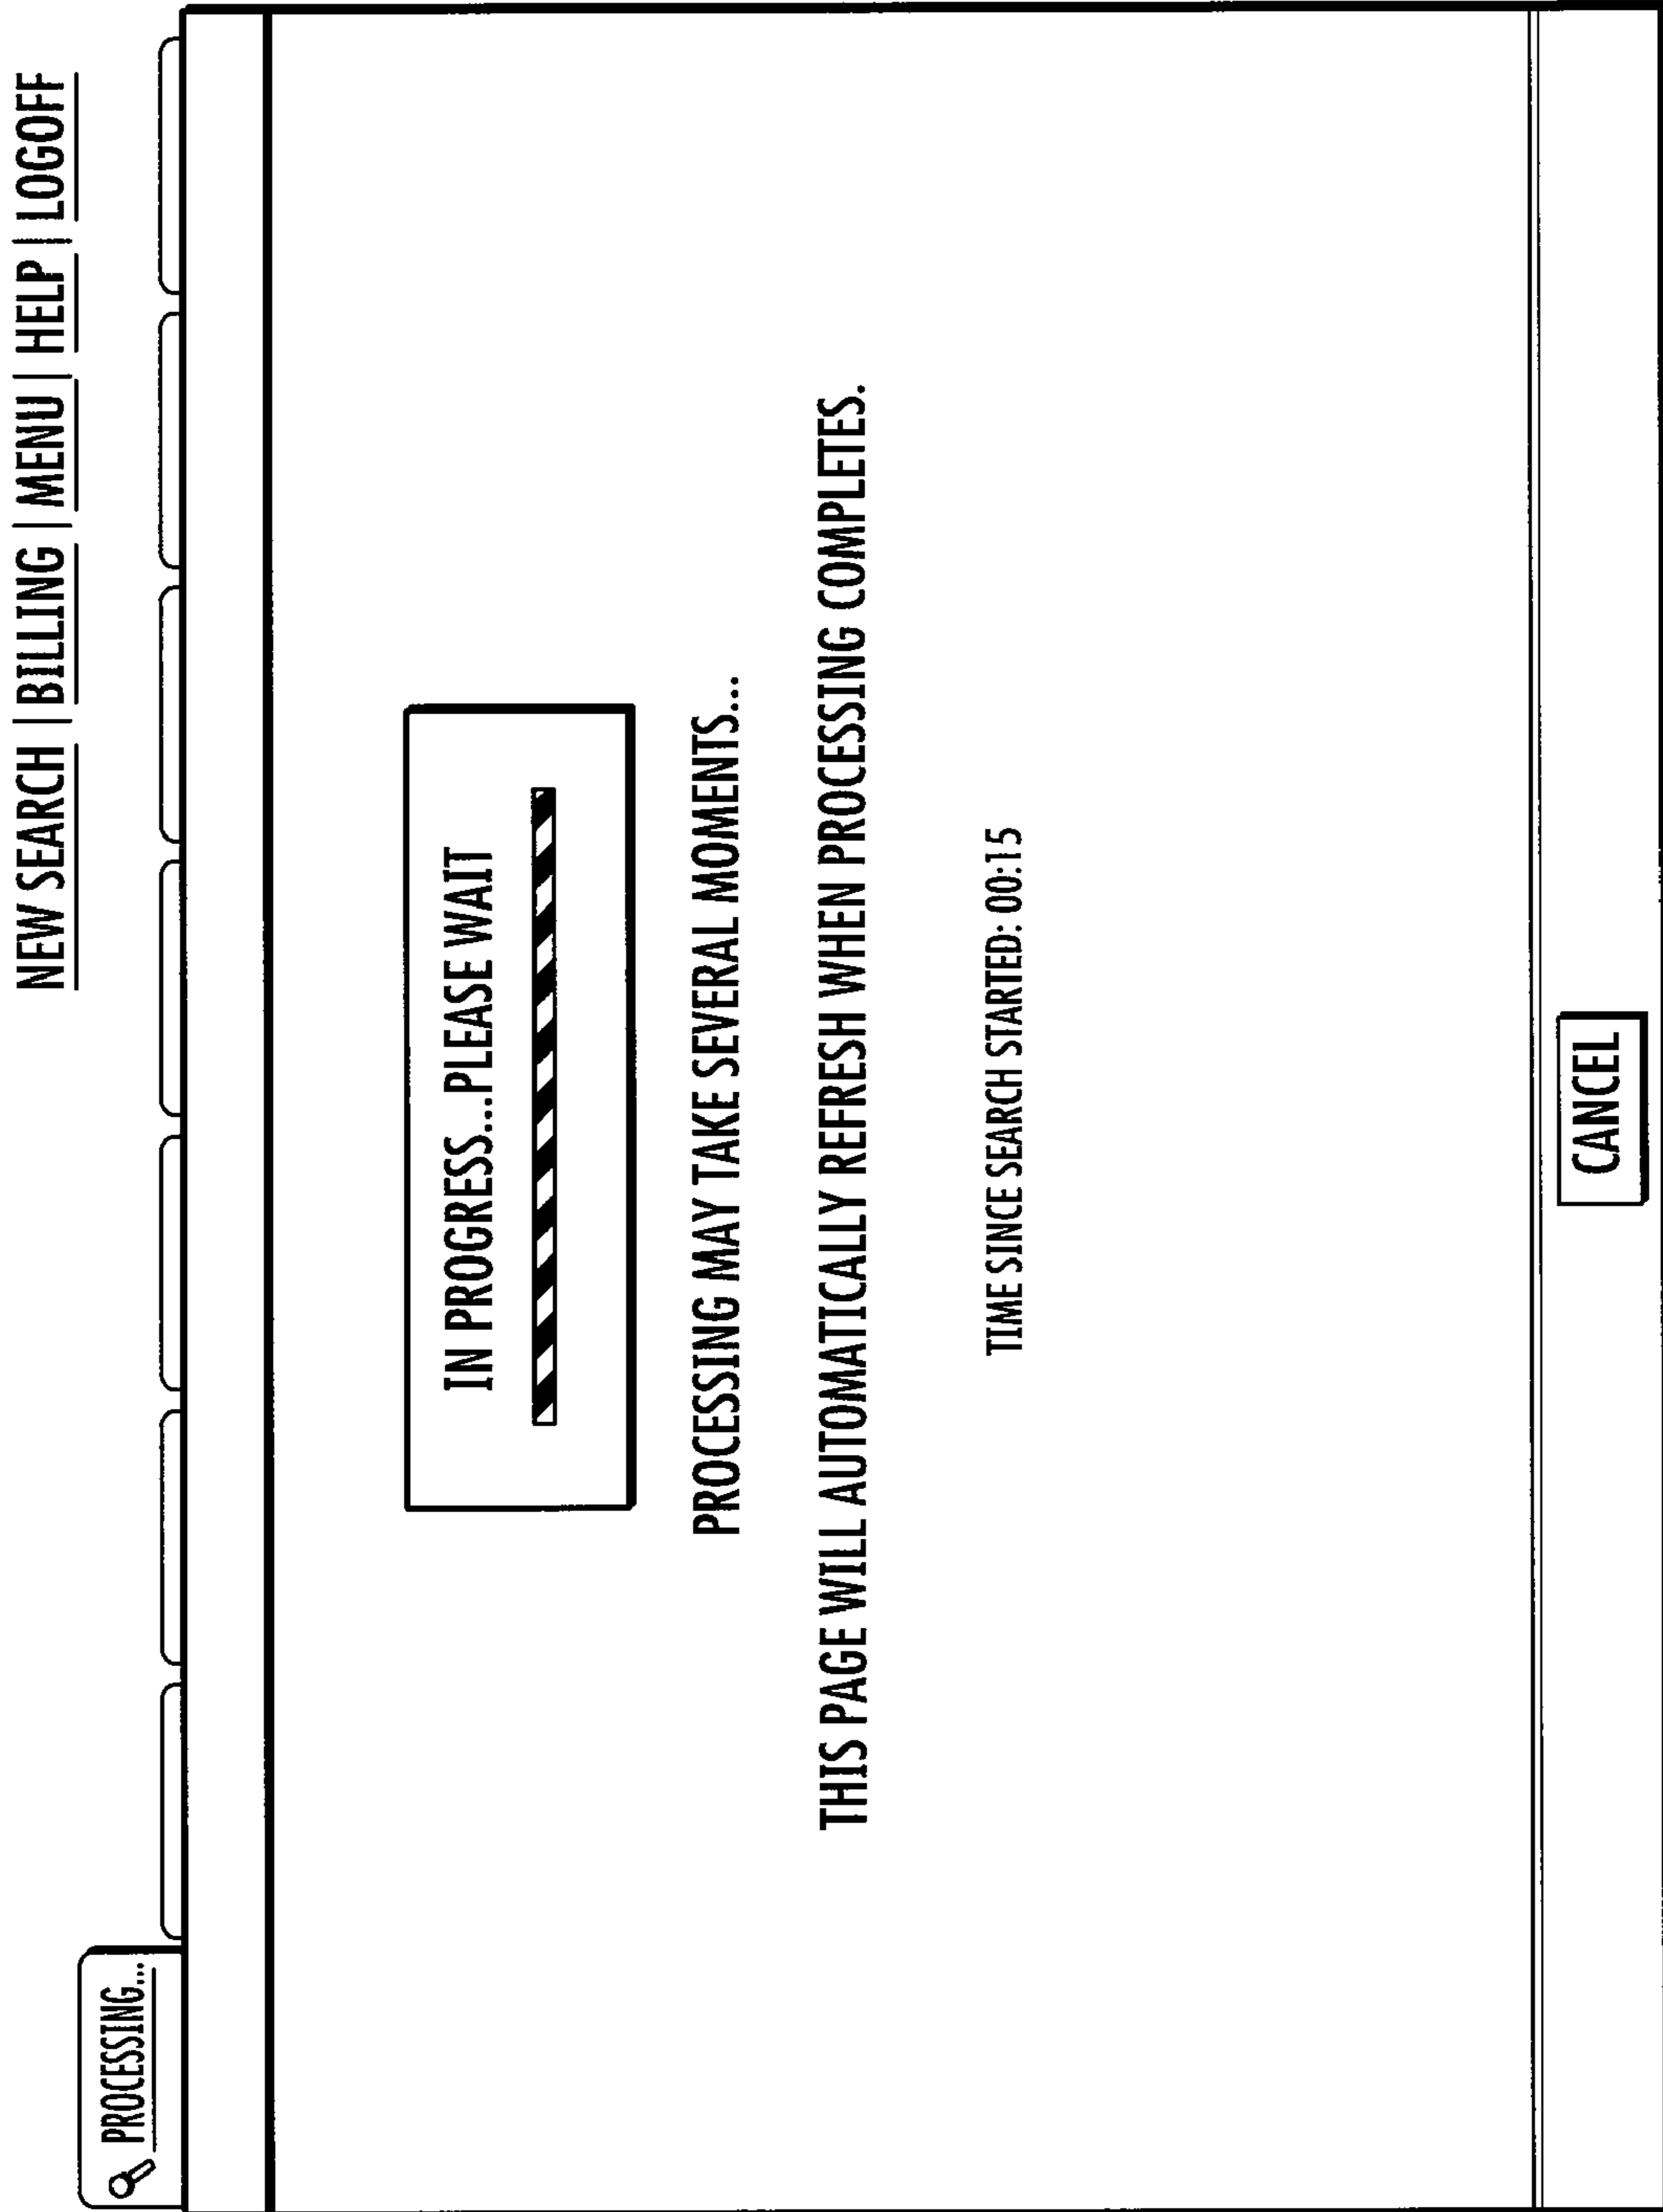 NEW SEARCH | BILLING | MENU | HELP | LOGOFF
PROCESSING...
IN PROGRESS...PLEASE WAIT
PROCESSING MAY TAKE SEVERAL MOMENTS...
THIS PAGE WILL AUTOMATICALLY REFRESH WHEN PROCESSING COMPLETES.
TIME SINCE SEARCH STARTED: 00:15
CANCEL